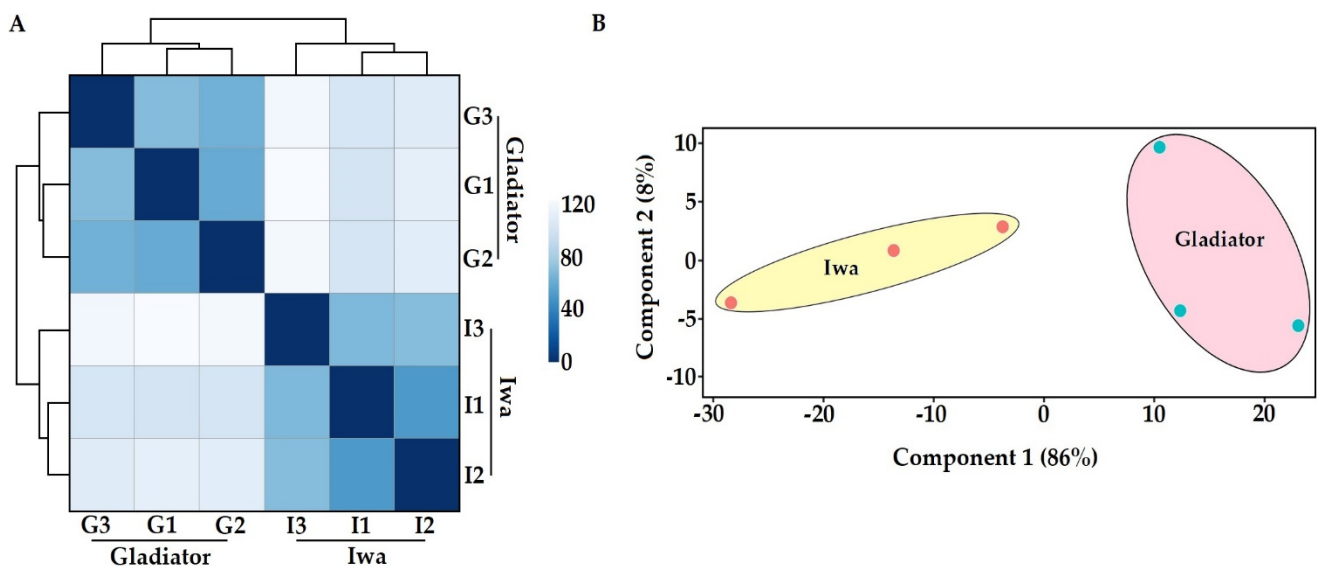 A
G3
G1
G2
I3
I1
I2
Gladiator
Iwa
G3 G1 G2 I3 I1 I2
Gladiator Iwa
120
80
40
0
B
Component 2 (8%)
10
5
0
-5
-10
Iwa
Gladiator
-30 -20 -10 0 10 20
Component 1 (86%)